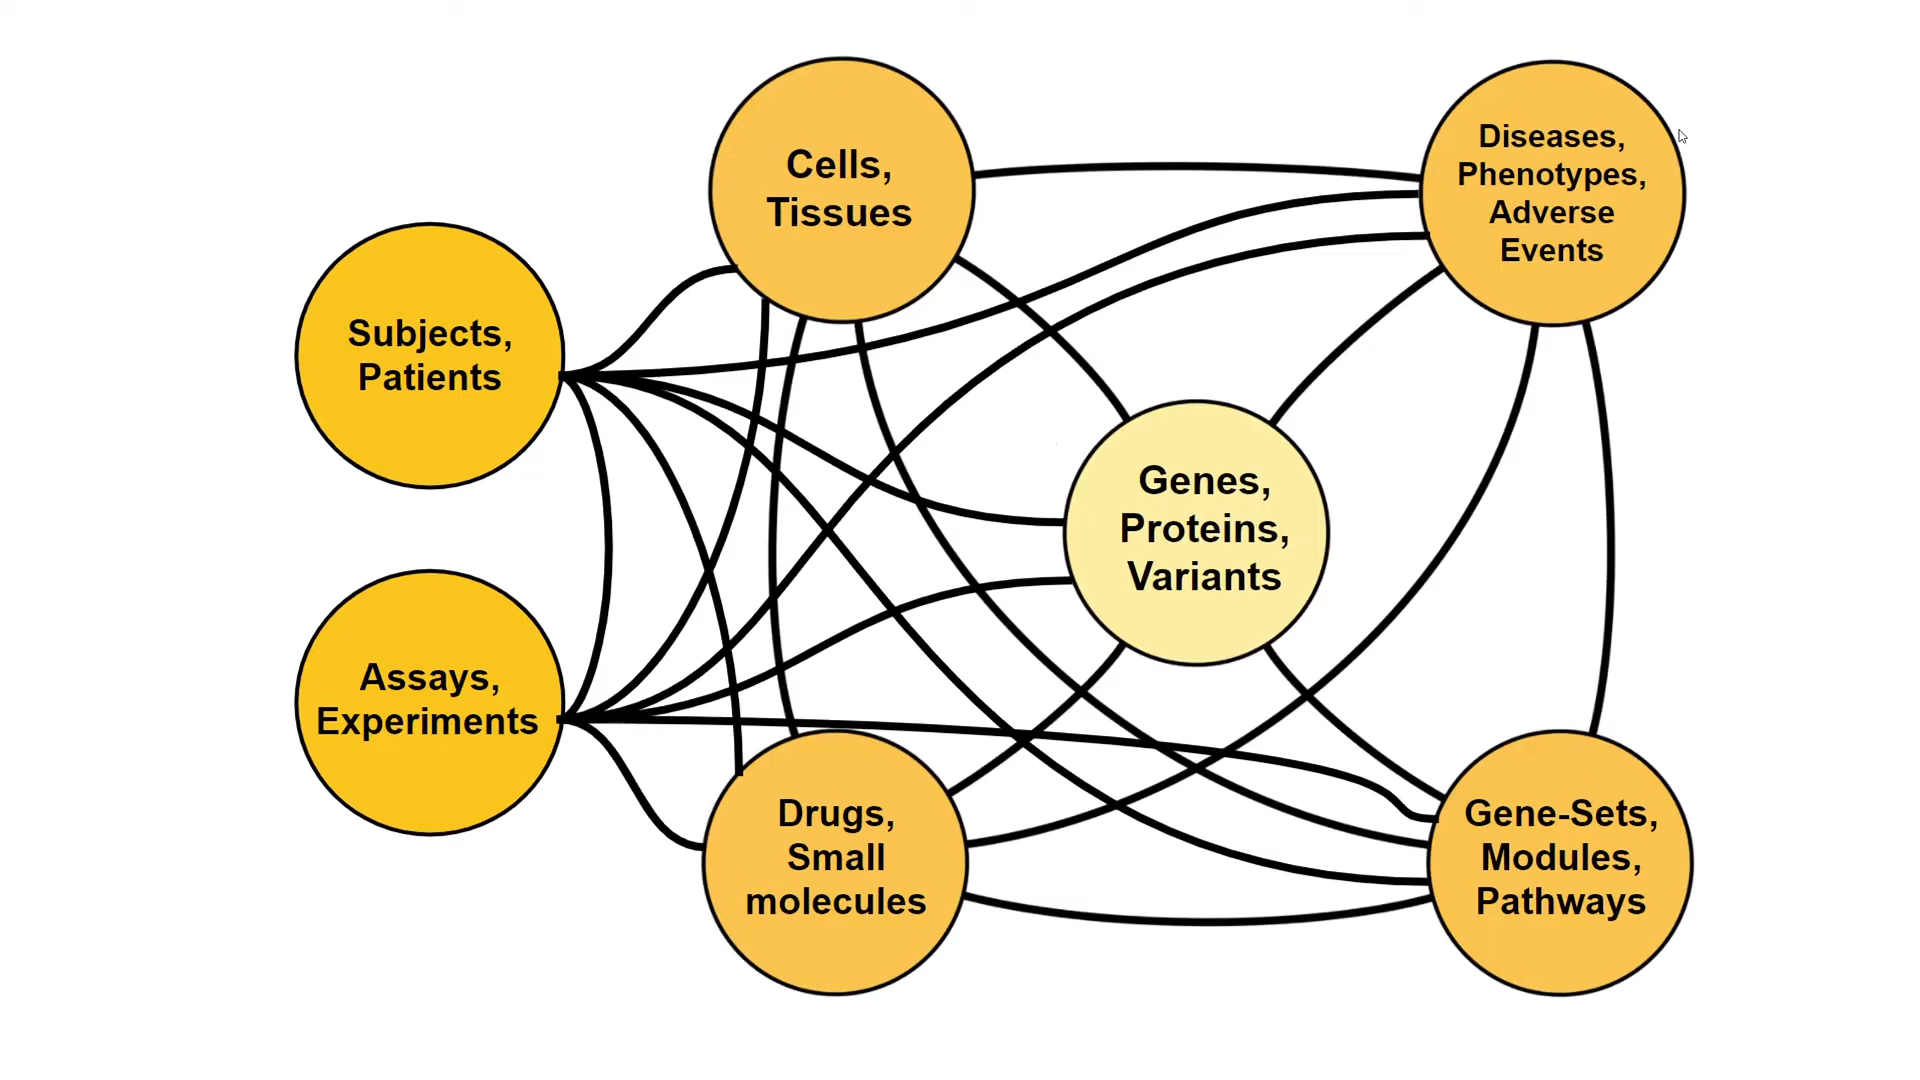 Cells,
Tissues
Diseases,
Phenotypes,
Adverse
Events
Subjects,
Patients
Genes,
Proteins,
Variants
Assays,
Experiments
Drugs,
Small
molecules
Gene-Sets,
Modules,
Pathways